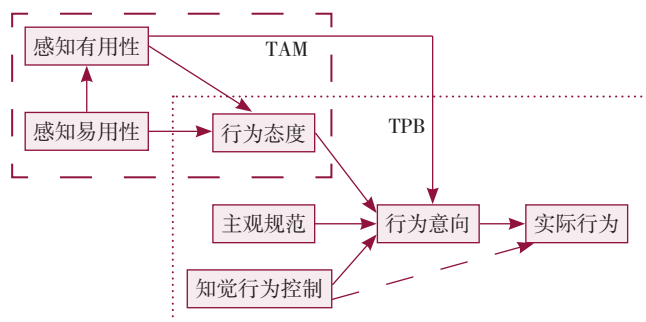 感知有用性
TAM
感知易用性
行为态度
TPB
主观规范
行为意向
实际行为
知觉行为控制